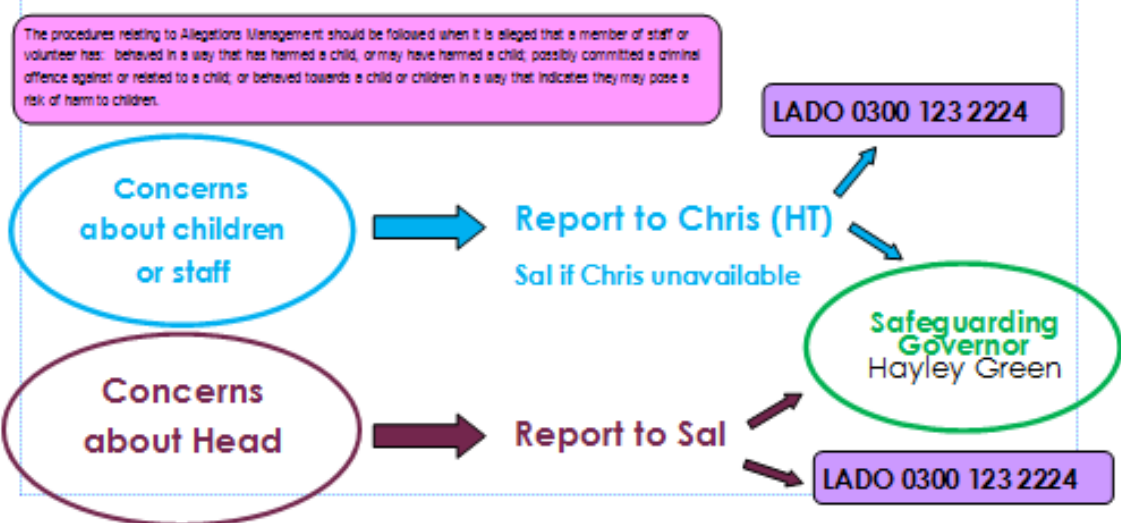 The procedures relating to Allegations Management should be followed when it is alleged that a member of staff or
volunteer has: behaved in a way that has harmed a child, or may have harmed a child; possibly committed a criminal
offence against or related to a child; or behaved towards a child or children in a way that indicates they may pose a
risk of harm to children.
LADO 0300 123 2224
Concerns
about children
or staff
Report to Chris (HT)
Sal if Chris unavailable
Safeguarding
Governor
Hayley Green
Concerns
about Head
Report to Sal
LADO 0300 123 2224